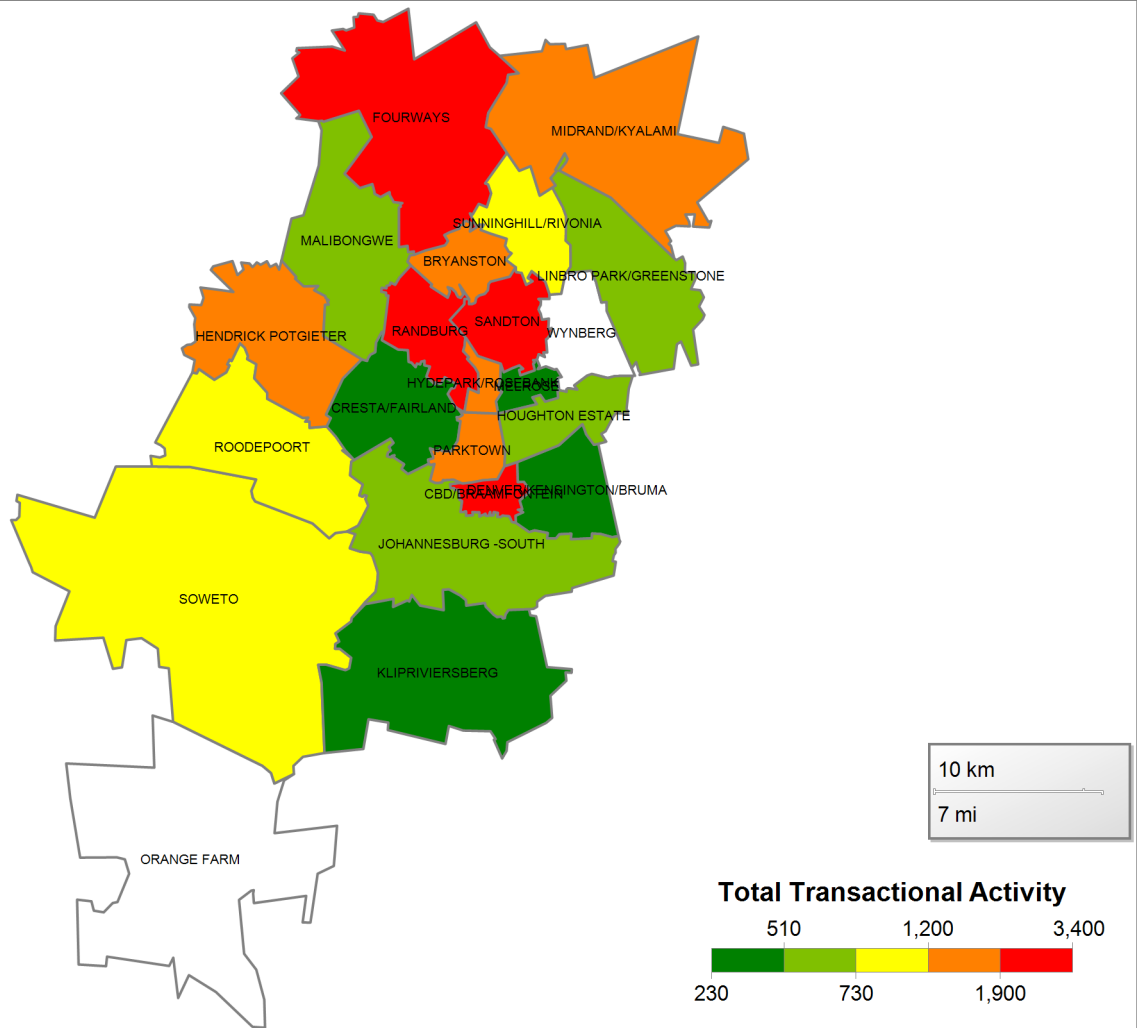 FOURWAYS
MIDRAND/KYALAMI
SUNNINGHILL/RIVONIA
MALIBONGWE
BRYANSTON
LINBRO PARK/GREENSTONE
SANDTON
RANDBURG
WYNBERG
HENDRICK POTGIETER
HYDEPARK/ROSEBANK
MELROSE
CRESTA/FAIRLAND
HOUGHTON ESTATE
ROODEPOORT
PARKTOWN
CBD/BRAAMFONTEIN
DENVER/KENSINGTON/BRUMA
JOHANNESBURG -SOUTH
SOWETO
KLIPRIVIERSBERG
10 km
7 mi
ORANGE FARM
Total Transactional Activity
510 1,200 3,400
230 730 1,900